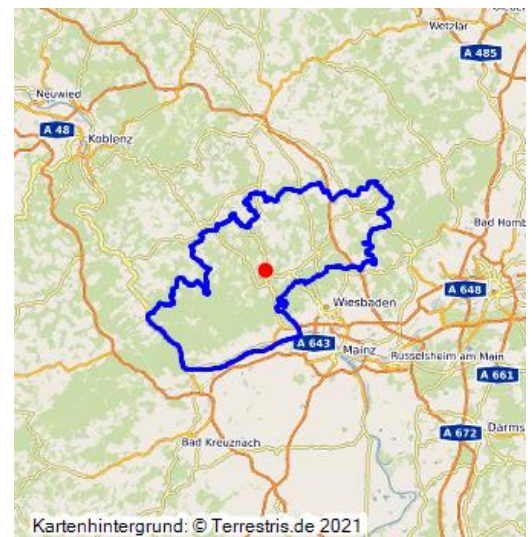 Wetzlar
A 485
Neuwied
A 48
Koblenz
Bad Hombu
A 648
Wiesbaden
A 643
Mainz
Rüsselsheim am Main
A 661
A 672
Darms
Bad Kreuznach
Kartenhintergrund: © Terrestris.de 2021